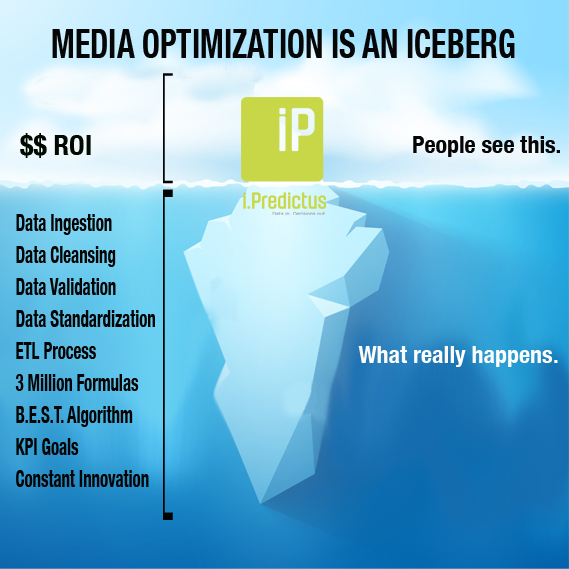 MEDIA OPTIMIZATION IS AN ICEBERG
iP
$$ ROI
People see this.
i.Predictus
Data Ingestion
Data Cleansing
Data Validation
Data Standardization
ETL Process
What really happens.
3 Million Formulas
B.E.S.T. Algorithm
KPI Goals
Constant Innovation